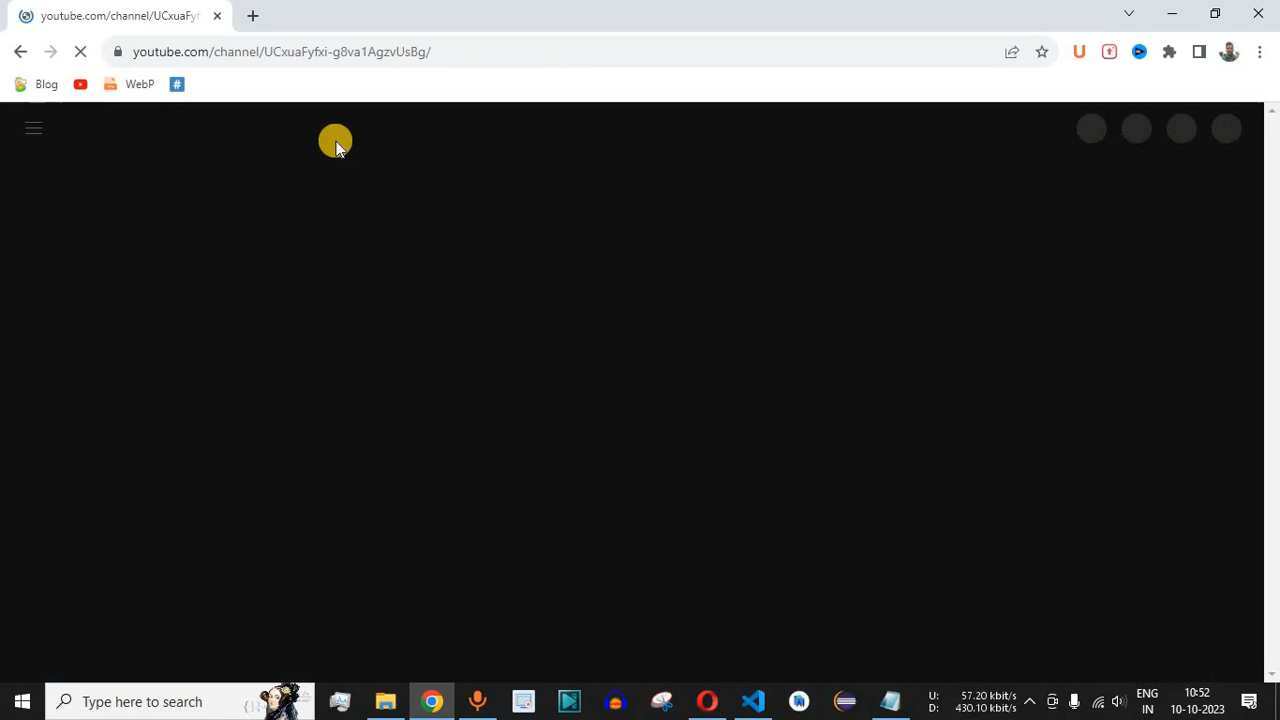 youtube.com/channel/UCxuaFyf
youtube.com/channel/UCxuaFyfxi-g8va1AgzvUsBg/
U
Blog
WebP
#
Type here to search
U: 57.20 kbit/s
D: 430.10 kbit/s
ENG
IN
10:52
10-10-2023